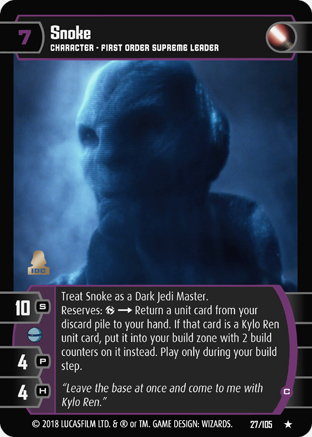 7
Snoke
CHARACTER - FIRST ORDER SUPREME LEADER
IDC
10 S
4 P
4 H
Treat Snoke as a Dark Jedi Master.
Reserves: → Return a unit card from your
discard pile to your hand. If that card is a Kylo Ren
unit card, put it into your build zone with 2 build
counters on it instead. Play only during your build
step.
“Leave the base at once and come to me with
Kylo Ren.”
C
© 2018 LUCASFILM LTD. & ® or TM. GAME DESIGN: WIZARDS. 27/105 ★